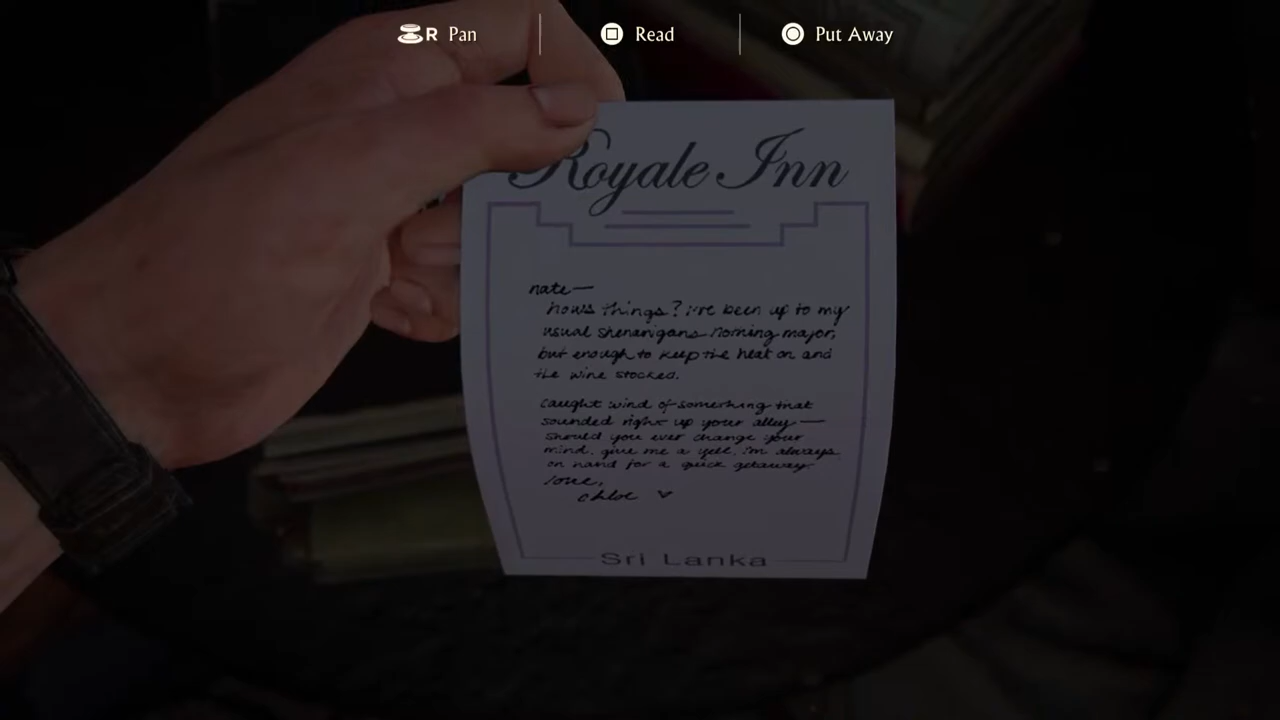 R Pan
Read
Put Away
Royale Inn
nate—
hows things? i've been up to my
usual shenanigans. nothing major,
but enough to keep the heat on and
the wine stocked.
caught wind of something that
sounded right up your alley—
should you ever change your
mind, give me a yell. i'm always
on hand for a quick getaway.
love,
chloe
Sri Lanka